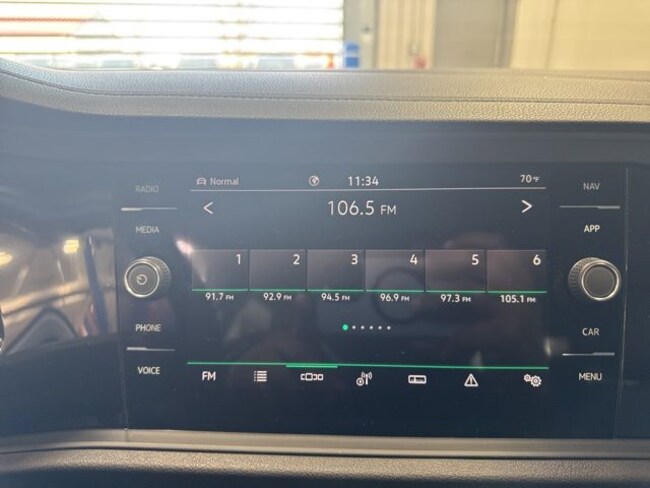 RADIO
MEDIA
PHONE
VOICE
Normal
11:34
70°F
< 106.5 FM >
1 2 3 4 5 6
91.7 FM 92.9 FM 94.5 FM 96.9 FM 97.3 FM 105.1 FM
FM
NAV
APP
CAR
MENU